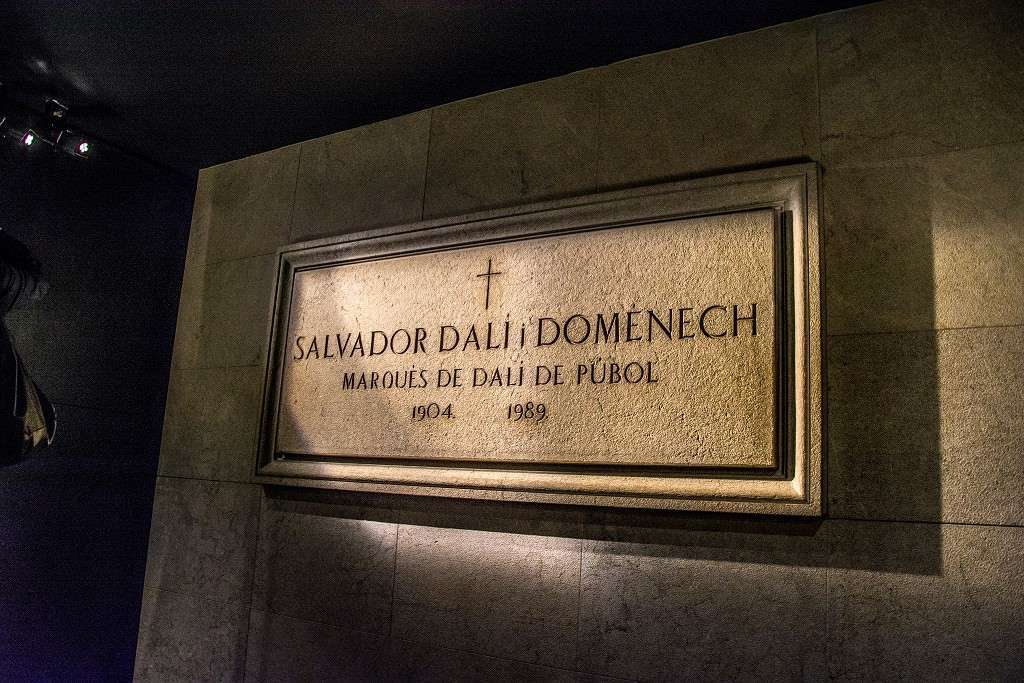 SALVADOR DALÍ i DOMÈNECH
MARQUÈS DE DALÍ DE PÚBOL
1904. 1989.